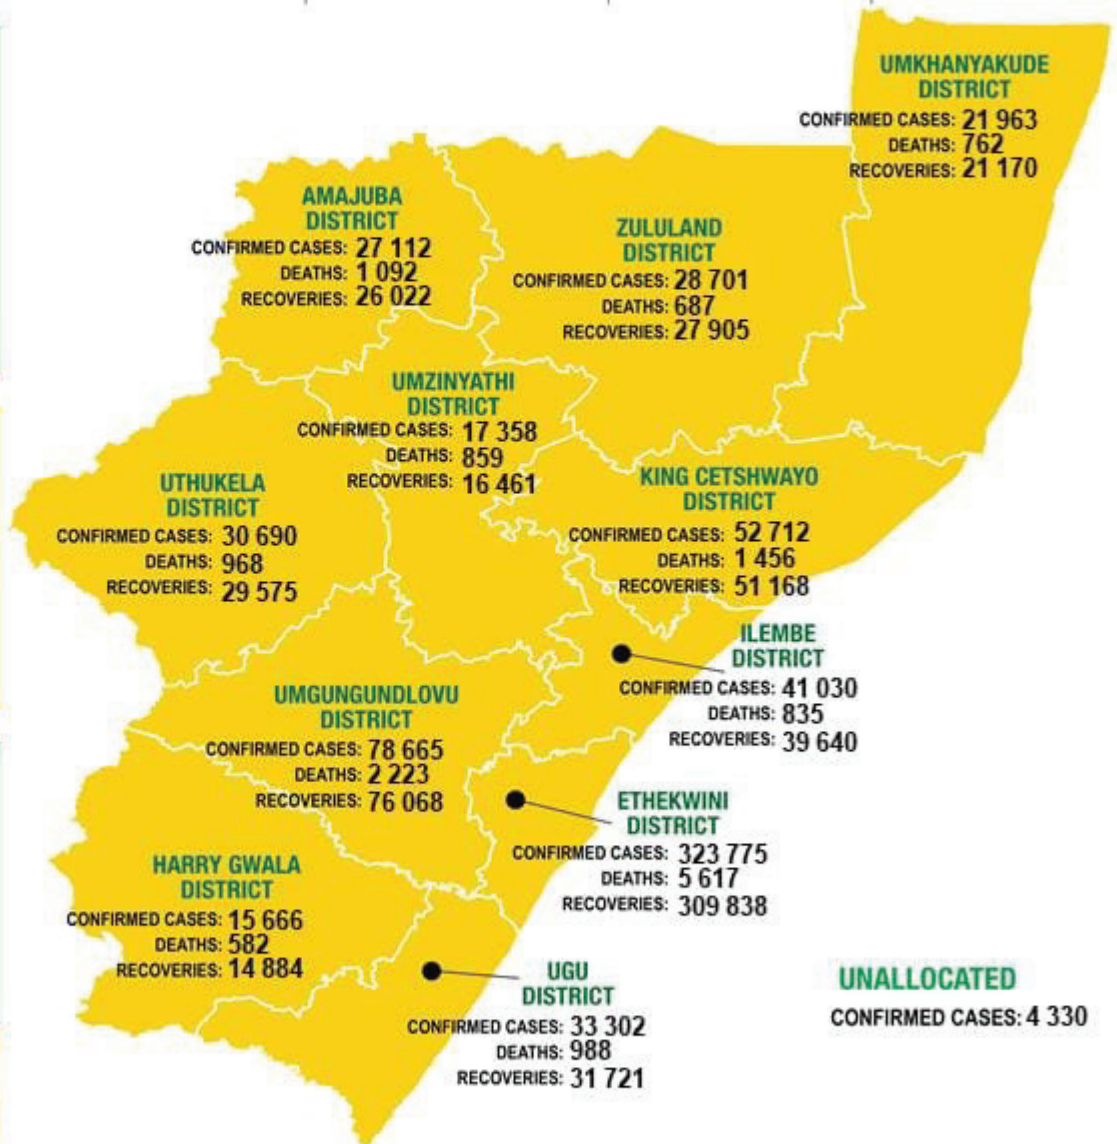 UMKHANYAKUDE
DISTRICT
CONFIRMED CASES: 21 963
DEATHS: 762
RECOVERIES: 21 170
AMAJUBA
DISTRICT
CONFIRMED CASES: 27 112
DEATHS: 1 092
RECOVERIES: 26 022
ZULULAND
DISTRICT
CONFIRMED CASES: 28 701
DEATHS: 687
RECOVERIES: 27 905
UMZINYATHI
DISTRICT
CONFIRMED CASES: 17 358
DEATHS: 859
RECOVERIES: 16 461
UTHUKELA
DISTRICT
CONFIRMED CASES: 30 690
DEATHS: 968
RECOVERIES: 29 575
KING CETSHWAYO
DISTRICT
CONFIRMED CASES: 52 712
DEATHS: 1 456
RECOVERIES: 51 168
ILEMBE
DISTRICT
CONFIRMED CASES: 41 030
DEATHS: 835
RECOVERIES: 39 640
UMGUNGUNDLOVU
DISTRICT
CONFIRMED CASES: 78 665
DEATHS: 2 223
RECOVERIES: 76 068
ETHEKWINI
DISTRICT
CONFIRMED CASES: 323 775
DEATHS: 5 617
RECOVERIES: 309 838
HARRY GWALA
DISTRICT
CONFIRMED CASES: 15 666
DEATHS: 582
RECOVERIES: 14 884
UGU
DISTRICT
CONFIRMED CASES: 33 302
DEATHS: 988
RECOVERIES: 31 721
UNALLOCATED
CONFIRMED CASES: 4 330